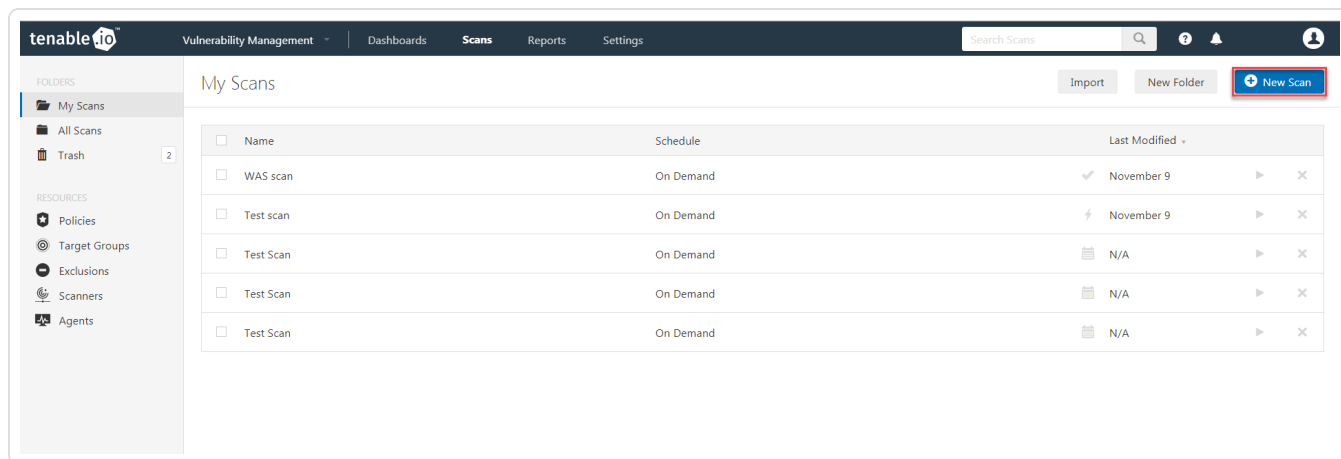 tenable.io™ Vulnerability Management Dashboards Scans Reports Settings Search Scans
FOLDERS
My Scans
All Scans
Trash 2
RESOURCES
Policies
Target Groups
Exclusions
Scanners
Agents
My Scans Import New Folder New Scan
Name Schedule Last Modified
WAS scan On Demand November 9
Test scan On Demand November 9
Test Scan On Demand N/A
Test Scan On Demand N/A
Test Scan On Demand N/A